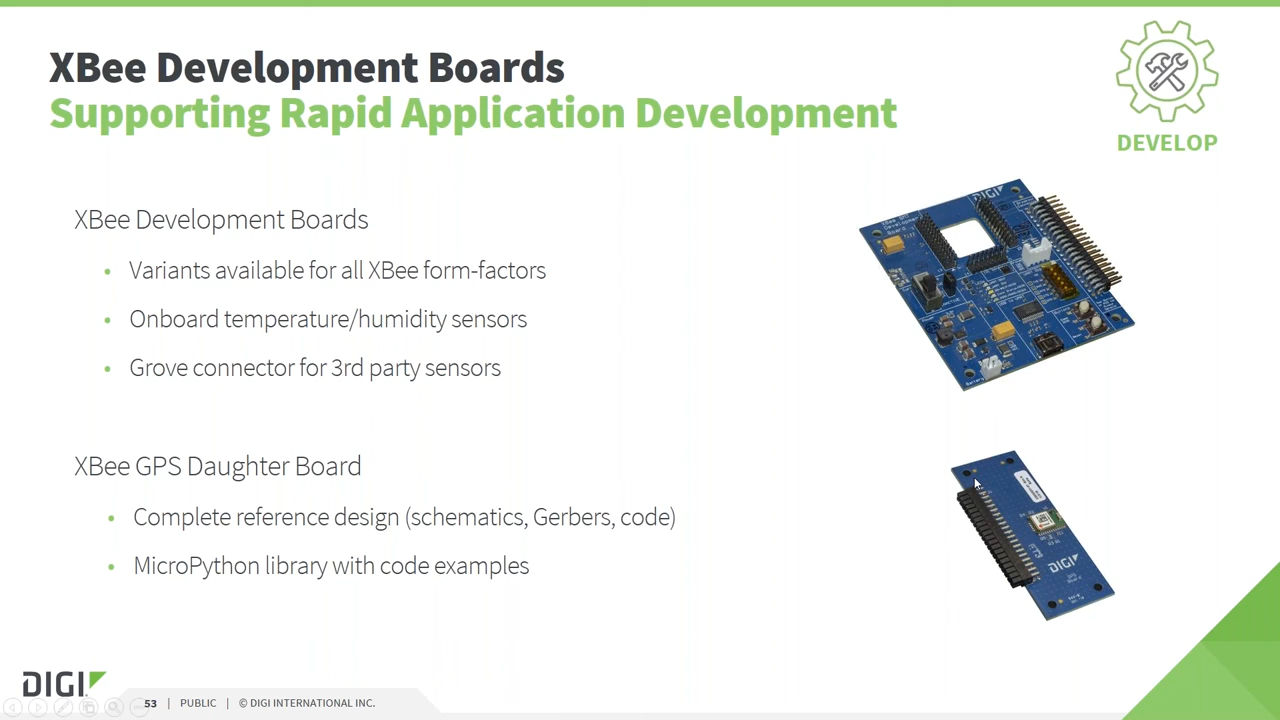 XBee Development Boards
Supporting Rapid Application Development
DEVELOP
XBee Development Boards
• Variants available for all XBee form-factors
• Onboard temperature/humidity sensors
• Grove connector for 3rd party sensors
XBee GPS Daughter Board
• Complete reference design (schematics, Gerbers, code)
• MicroPython library with code examples
DIGI
DIGI
DIGI
53 | PUBLIC | © DIGI INTERNATIONAL INC.